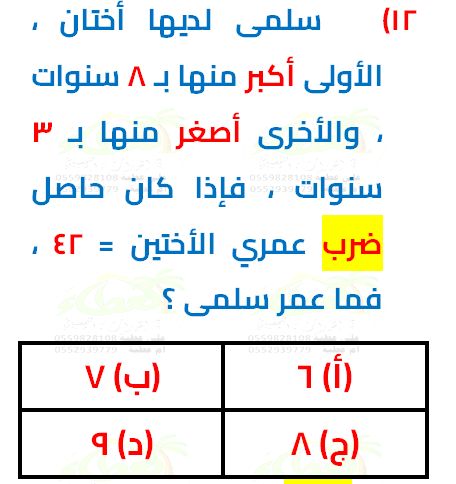 ١٢) سلمى لديها أختان ،
الأولى أكبر منها بـ ٨ سنوات
، والأخرى أصغر منها بـ ٣
سنوات ، فإذا كان حاصل
ضرب عمري الأختين = ٤٢ ،
فما عمر سلمى ؟
(أ) ٦ (ب) ٧
(ج) ٨ (د) ٩